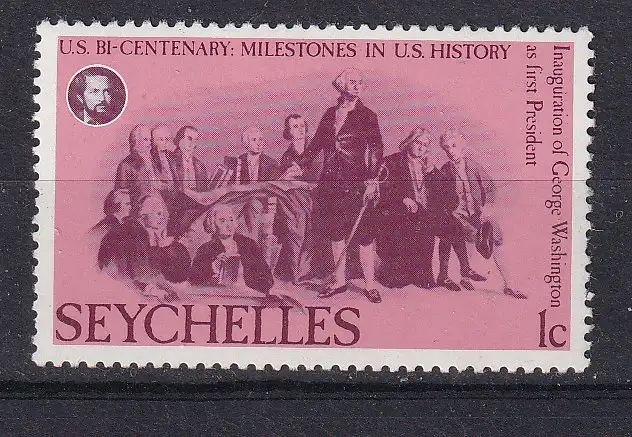 U.S. BI-CENTENARY: MILESTONES IN U.S. HISTORY
Inauguration of George Washington
as first President
SEYCHELLES
1c